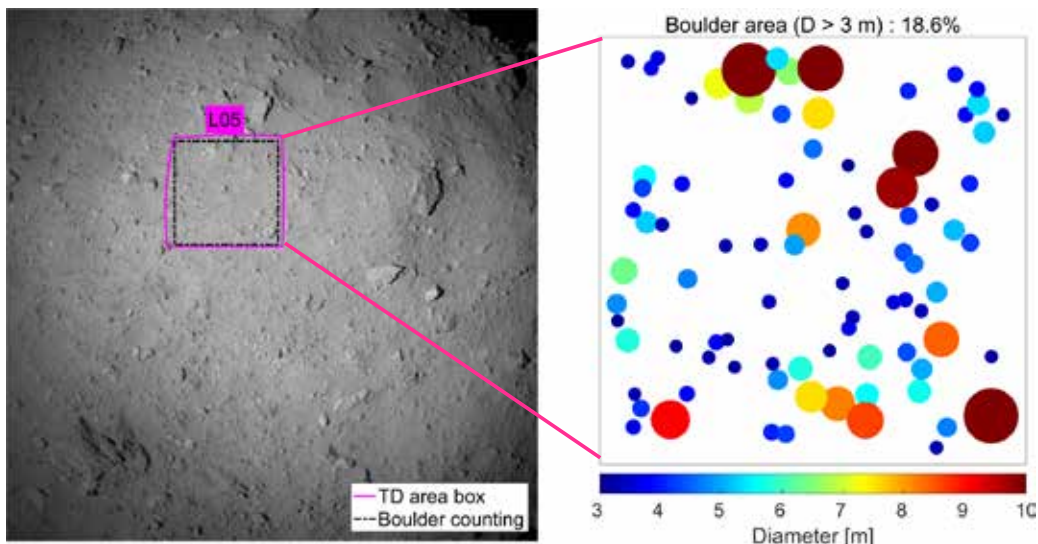 L05
TD area box
Boulder counting
Boulder area (D > 3 m) : 18.6%
3 4 5 6 7 8 9 10
Diameter [m]